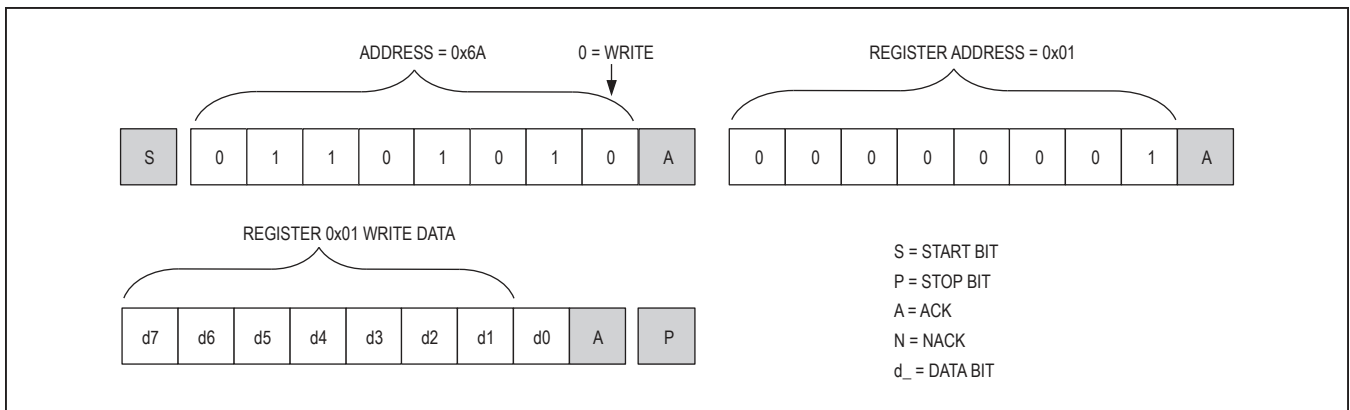 ADDRESS = 0x6A 0 = WRITE REGISTER ADDRESS = 0x01
S 0 1 1 0 1 0 1 0 A 0 0 0 0 0 0 0 1 A
REGISTER 0x01 WRITE DATA
d7 d6 d5 d4 d3 d2 d1 d0 A P
S = START BIT
P = STOP BIT
A = ACK
N = NACK
d_ = DATA BIT